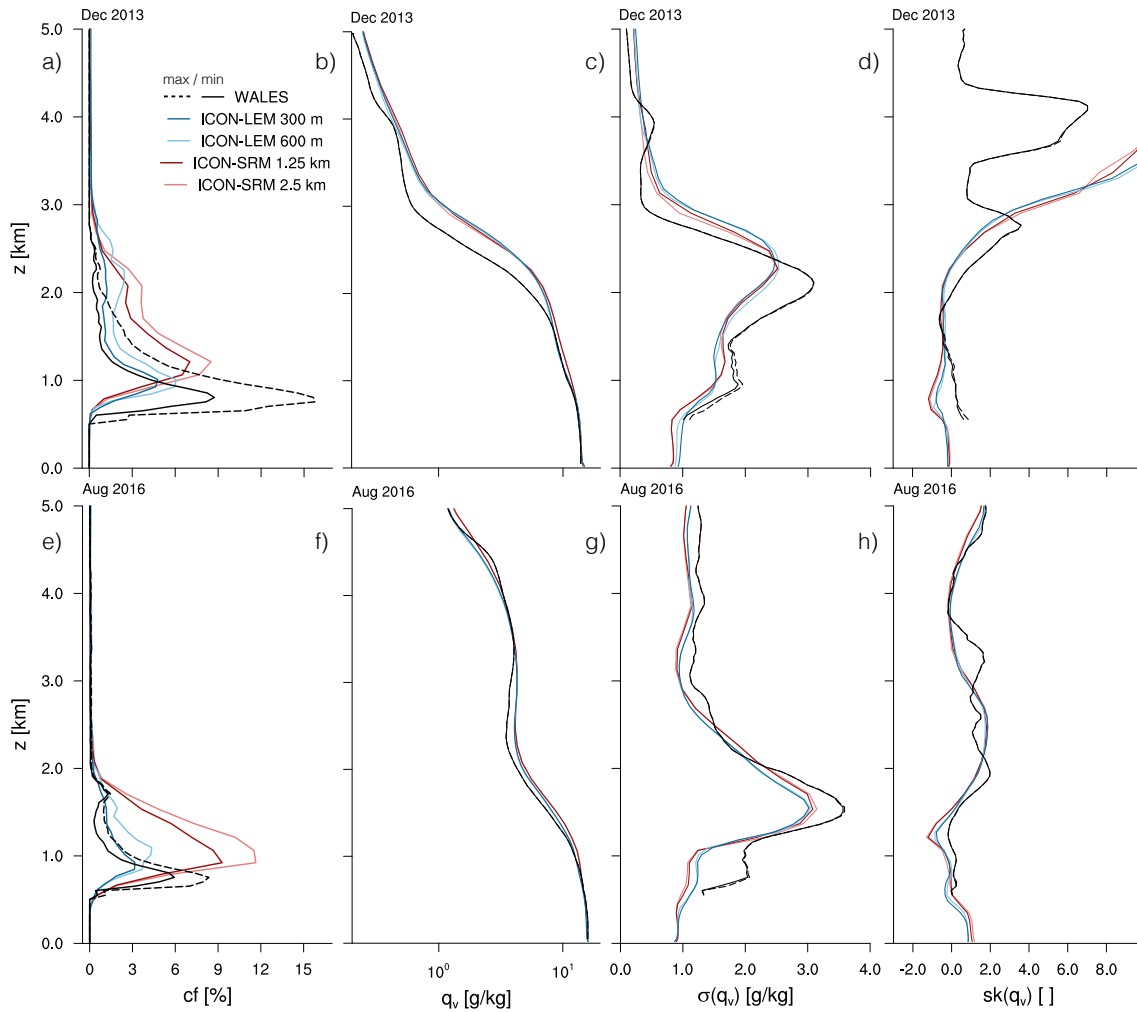 Dec 2013
Dec 2013
Dec 2013
Dec 2013
5.0
4.0
3.0
2.0
1.0
0.0
z [km]
a)
b)
c)
d)
max / min
WALES
ICON-LEM 300 m
ICON-LEM 600 m
ICON-SRM 1.25 km
ICON-SRM 2.5 km
Aug 2016
Aug 2016
Aug 2016
Aug 2016
5.0
4.0
3.0
2.0
1.0
0.0
z [km]
e)
f)
g)
h)
0 3 6 9 12 15
10⁰ 10¹
0.0 1.0 2.0 3.0 4.0
-2.0 0.0 2.0 4.0 6.0 8.0
cf [%]
qᵥ [g/kg]
σ(qᵥ) [g/kg]
sk(qᵥ) [ ]